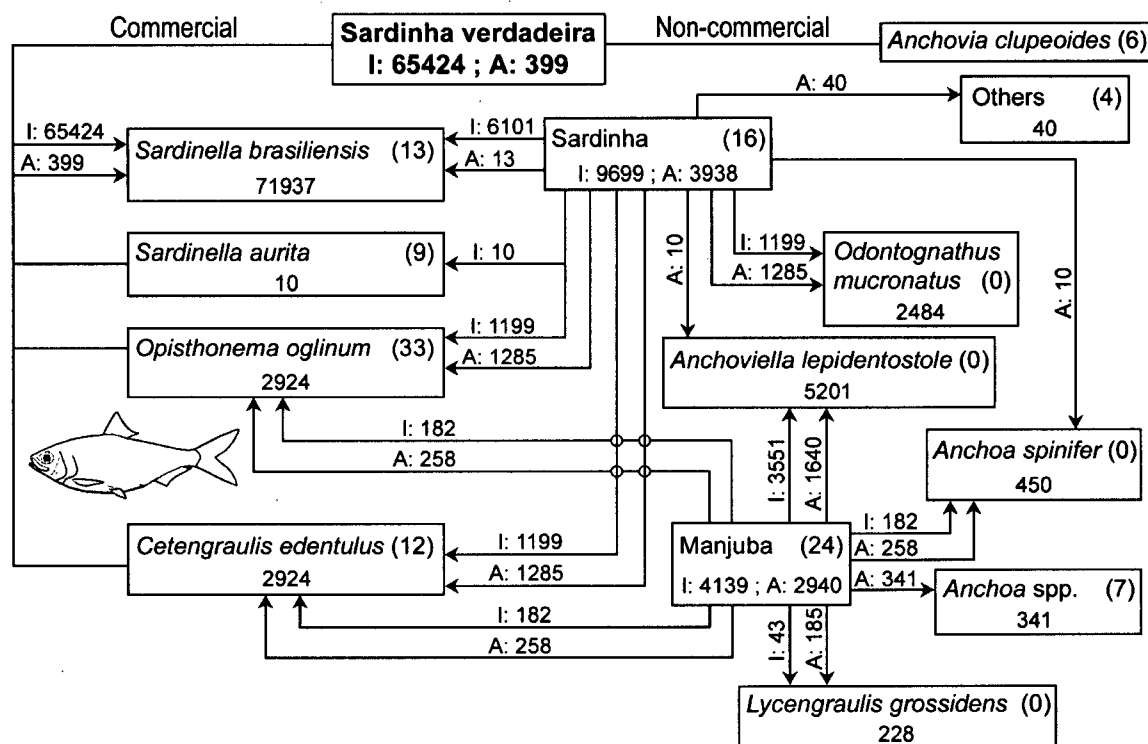 Commercial
Sardinha verdadeira
I: 65424 ; A: 399
Non-commercial
Anchovia clupeoides (6)
A: 40
Others (4)
40
I: 65424
A: 399
Sardinella brasiliensis (13)
71937
I: 6101
A: 13
Sardinha (16)
I: 9699 ; A: 3938
Sardinella aurita (9)
10
I: 10
A: 10
I: 1199
A: 1285
Odontognathus
mucronatus (0)
2484
A: 10
Opisthonema oglinum (33)
2924
I: 1199
A: 1285
Anchoviella lepidentostole (0)
5201
I: 182
A: 258
I: 3551
A: 1640
Anchoa spinifer (0)
450
Cetengraulis edentulus (12)
2924
I: 1199
A: 1285
I: 182
A: 258
Manjuba (24)
I: 4139 ; A: 2940
I: 182
A: 258
A: 341
Anchoa spp. (7)
341
I: 43
A: 185
Lycengraulis grossidens (0)
228